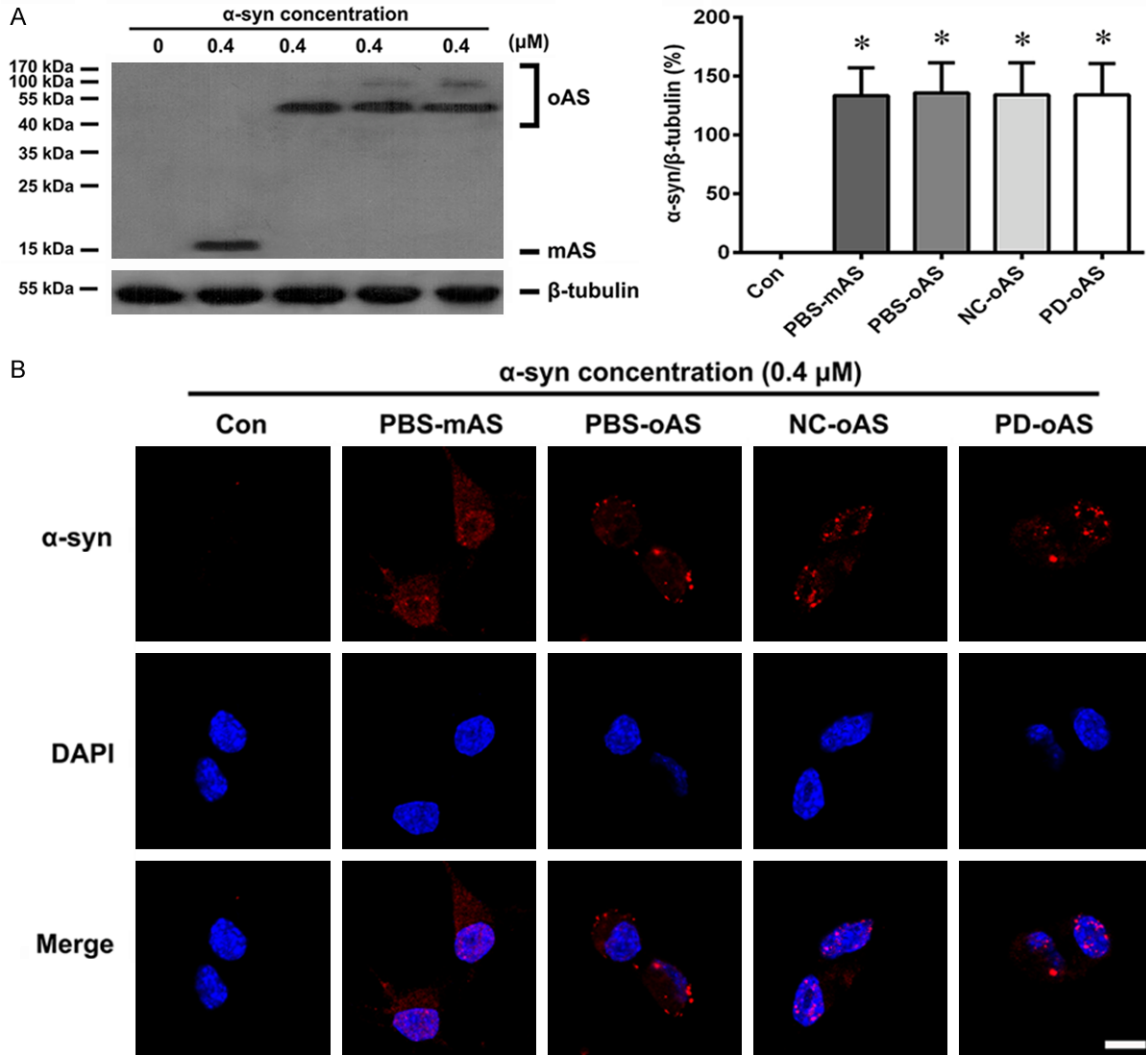 A
α-syn concentration
0 0.4 0.4 0.4 0.4 (μM)
170 kDa
100 kDa
55 kDa
40 kDa
35 kDa
25 kDa
15 kDa
55 kDa
oAS
mAS
β-tubulin
α-syn/β-tubulin (%)
200
150
100
50
0
* * * *
Con
PBS-mAS
PBS-oAS
NC-oAS
PD-oAS
B
α-syn concentration (0.4 μM)
Con PBS-mAS PBS-oAS NC-oAS PD-oAS
α-syn
DAPI
Merge